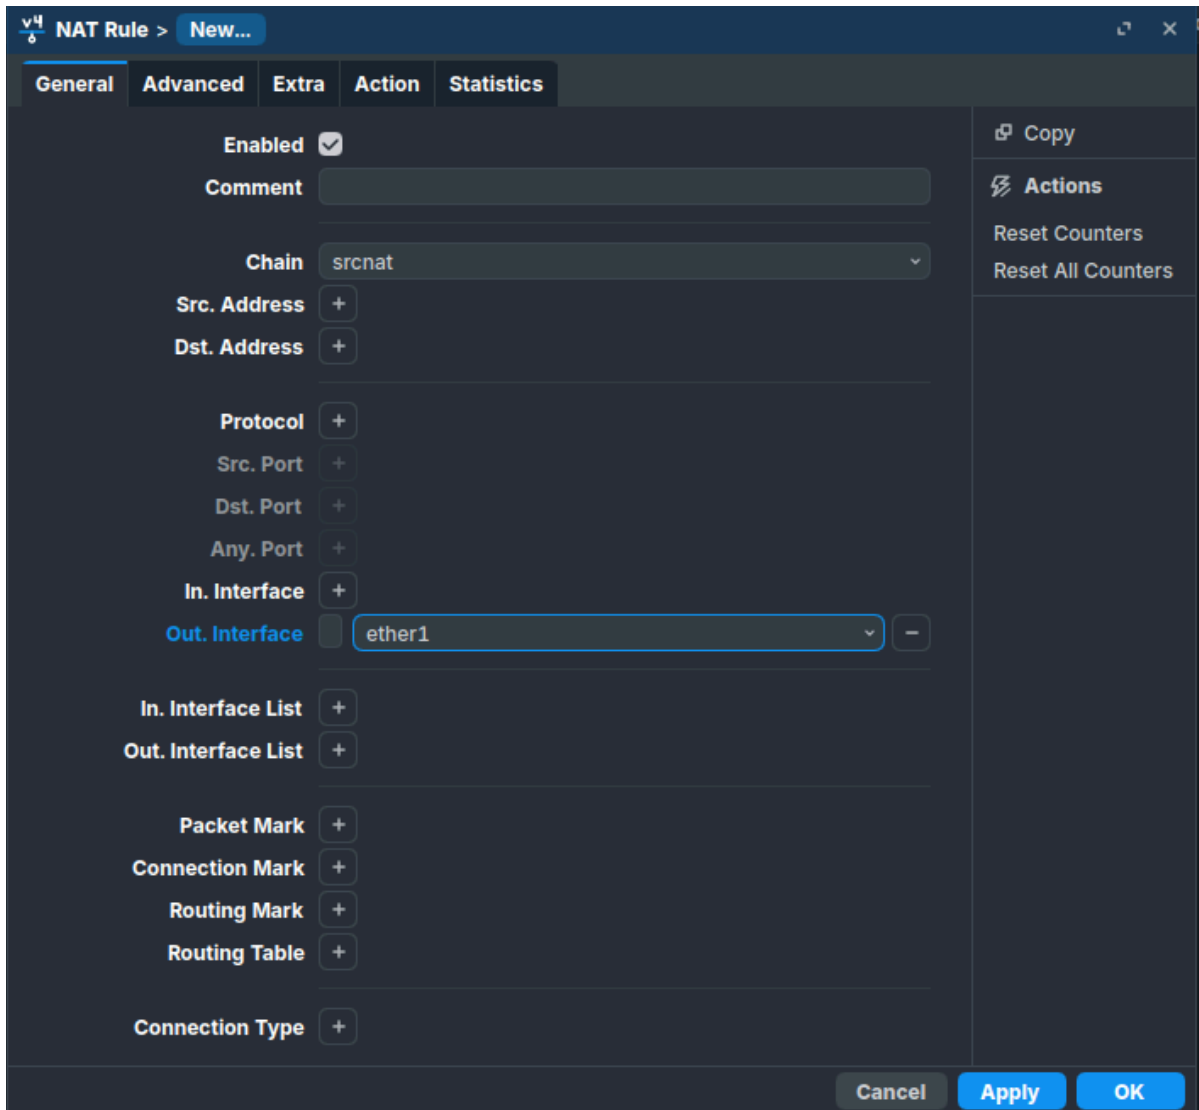 v4 NAT Rule > New...
General Advanced Extra Action Statistics
Enabled
Comment
Chain srcnat
Src. Address +
Dst. Address +
Protocol +
Src. Port +
Dst. Port +
Any. Port +
In. Interface +
Out. Interface ether1 −
In. Interface List +
Out. Interface List +
Packet Mark +
Connection Mark +
Routing Mark +
Routing Table +
Connection Type +
Copy
Actions
Reset Counters
Reset All Counters
Cancel Apply OK